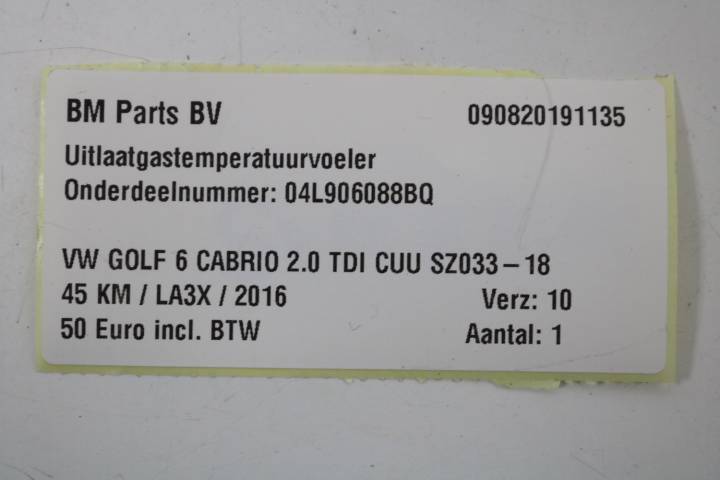 BM Parts BV 090820191135
Uitlaatgastemperatuurvoeler
Onderdeelnummer: 04L906088BQ
VW GOLF 6 CABRIO 2.0 TDI CUU SZ033-18
45 KM / LA3X / 2016 Verz: 10
50 Euro incl. BTW Aantal: 1